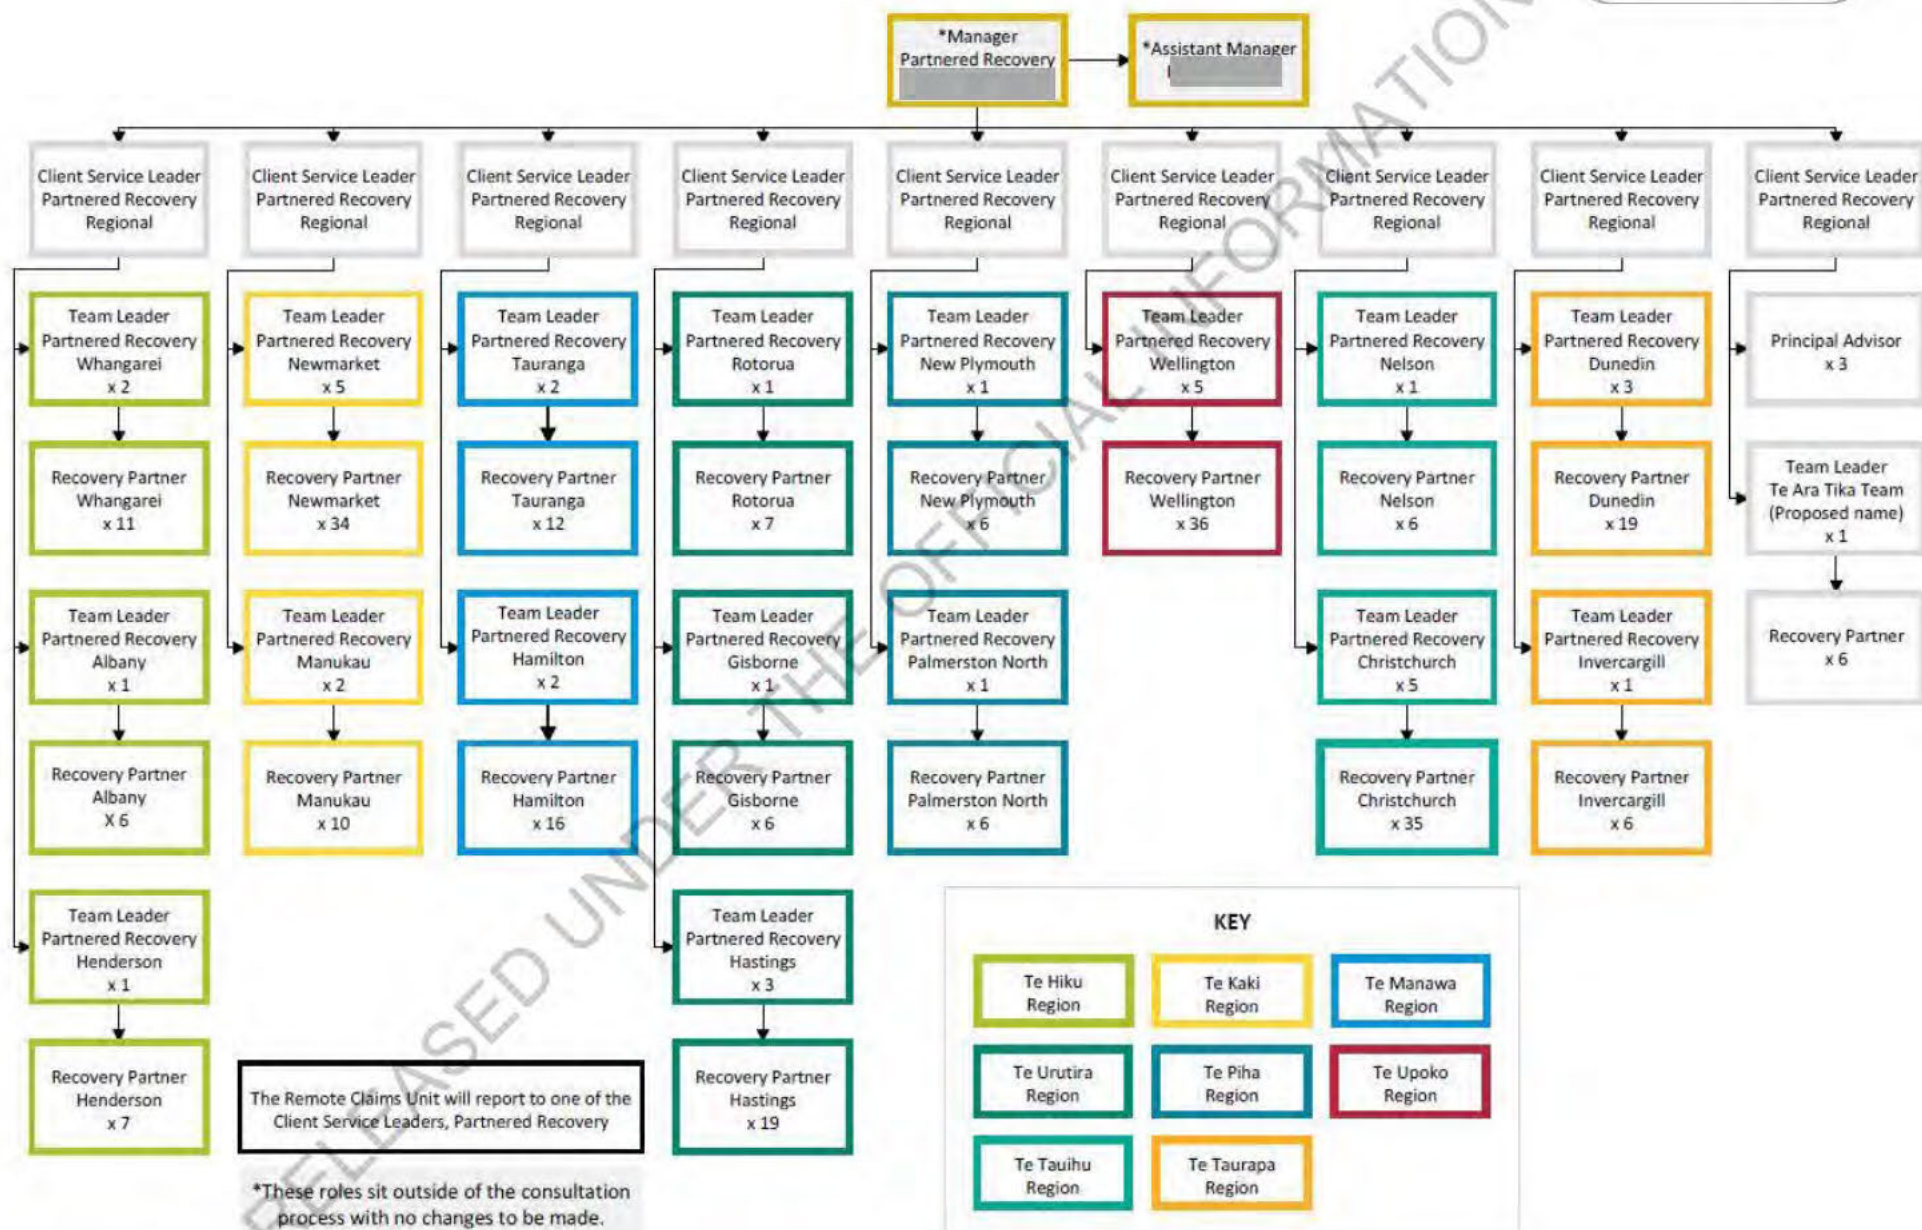 *Manager
Partnered Recovery
*Assistant Manager
Client Service Leader
Partnered Recovery
Regional
Client Service Leader
Partnered Recovery
Regional
Client Service Leader
Partnered Recovery
Regional
Client Service Leader
Partnered Recovery
Regional
Client Service Leader
Partnered Recovery
Regional
Client Service Leader
Partnered Recovery
Regional
Client Service Leader
Partnered Recovery
Regional
Client Service Leader
Partnered Recovery
Regional
Client Service Leader
Partnered Recovery
Regional
Team Leader
Partnered Recovery
Whangarei
x 2
Team Leader
Partnered Recovery
Newmarket
x 5
Team Leader
Partnered Recovery
Tauranga
x 2
Team Leader
Partnered Recovery
Rotorua
x 1
Team Leader
Partnered Recovery
New Plymouth
x 1
Team Leader
Partnered Recovery
Wellington
x 5
Team Leader
Partnered Recovery
Nelson
x 1
Team Leader
Partnered Recovery
Dunedin
x 3
Principal Advisor
x 3
Recovery Partner
Whangarei
x 11
Recovery Partner
Newmarket
x 34
Recovery Partner
Tauranga
x 12
Recovery Partner
Rotorua
x 7
Recovery Partner
New Plymouth
x 6
Recovery Partner
Wellington
x 36
Recovery Partner
Nelson
x 6
Recovery Partner
Dunedin
x 19
Team Leader
Te Ara Tika Team
(Proposed name)
x 1
Team Leader
Partnered Recovery
Albany
x 1
Team Leader
Partnered Recovery
Manukau
x 2
Team Leader
Partnered Recovery
Hamilton
x 2
Team Leader
Partnered Recovery
Gisborne
x 1
Team Leader
Partnered Recovery
Palmerston North
x 1
Team Leader
Partnered Recovery
Christchurch
x 5
Team Leader
Partnered Recovery
Invercargill
x 1
Recovery Partner
x 6
Recovery Partner
Albany
X 6
Recovery Partner
Manukau
x 10
Recovery Partner
Hamilton
x 16
Recovery Partner
Gisborne
x 6
Recovery Partner
Palmerston North
x 6
Recovery Partner
Christchurch
x 35
Recovery Partner
Invercargill
x 6
Team Leader
Partnered Recovery
Henderson
x 1
Team Leader
Partnered Recovery
Hastings
x 3
Recovery Partner
Henderson
x 7
The Remote Claims Unit will report to one of the
Client Service Leaders, Partnered Recovery
Recovery Partner
Hastings
x 19
*These roles sit outside of the consultation
process with no changes to be made.
KEY
Te Hiku
Region
Te Kaki
Region
Te Manawa
Region
Te Urutira
Region
Te Piha
Region
Te Upoko
Region
Te Tauihu
Region
Te Taurapa
Region
RELEASED UNDER THE OFFICIAL INFORMATION